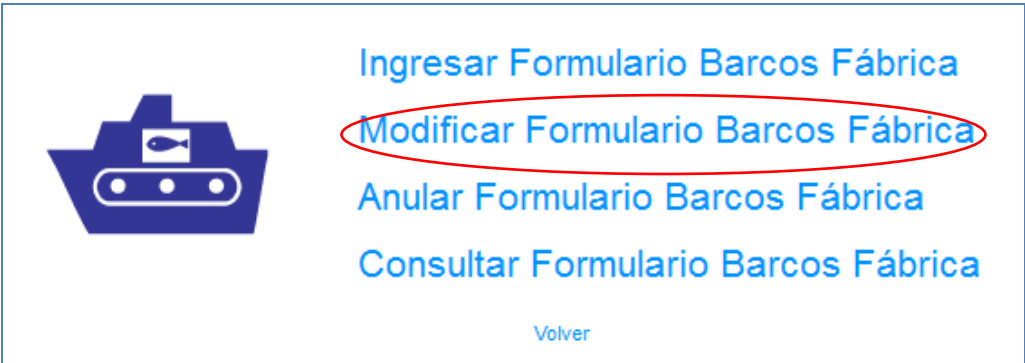 Ingresar Formulario Barcos Fábrica
Modificar Formulario Barcos Fábrica
Anular Formulario Barcos Fábrica
Consultar Formulario Barcos Fábrica
Volver